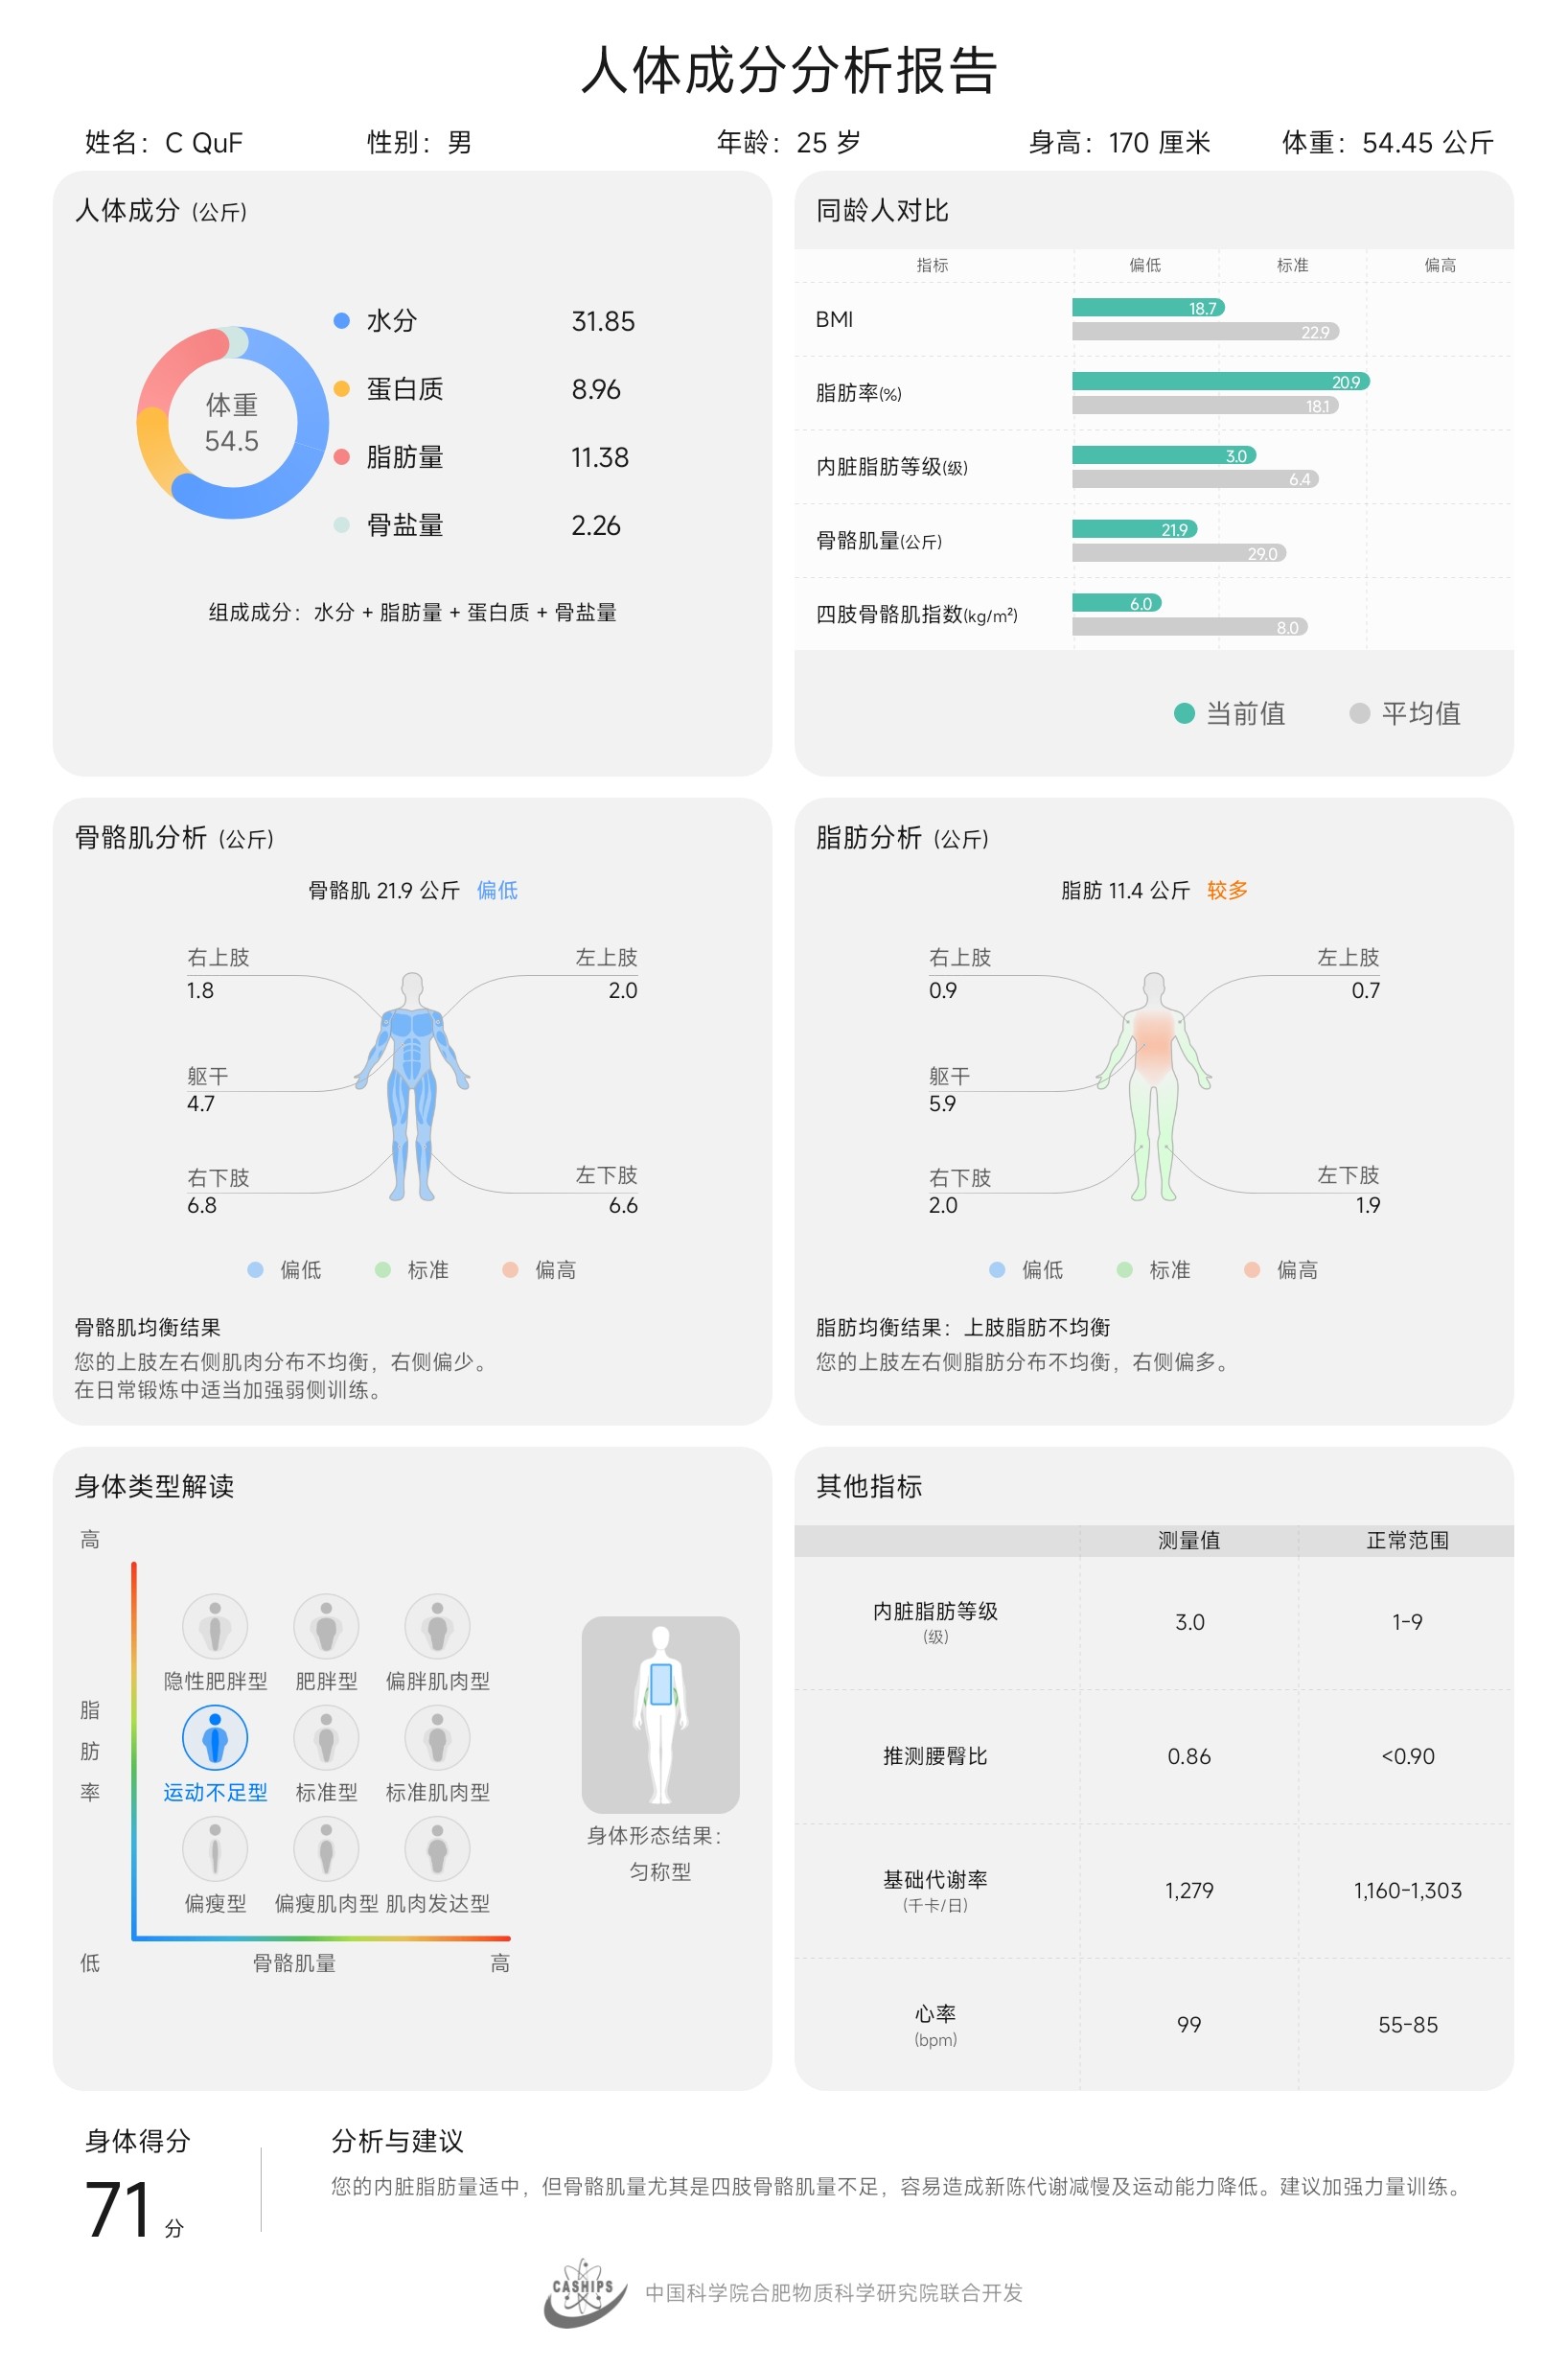 人体成分分析报告
姓名：C QuF 性别：男 年龄：25 岁 身高：170 厘米 体重：54.45 公斤
人体成分 (公斤)
体重
54.5
水分 31.85
蛋白质 8.96
脂肪量 11.38
骨盐量 2.26
组成成分：水分 + 脂肪量 + 蛋白质 + 骨盐量
同龄人对比
指标 偏低 标准 偏高
BMI 18.7
22.9
脂肪率(%) 20.9
18.1
内脏脂肪等级(级) 3.0
6.4
骨骼肌量(公斤) 21.9
29.0
四肢骨骼肌指数(kg/m²) 6.0
8.0
当前值 平均值
骨骼肌分析 (公斤)
骨骼肌 21.9 公斤 偏低
右上肢 左上肢
1.8 2.0
躯干
4.7
右下肢 左下肢
6.8 6.6
偏低 标准 偏高
骨骼肌均衡结果
您的上肢左右侧肌肉分布不均衡，右侧偏少。
在日常锻炼中适当加强弱侧训练。
脂肪分析 (公斤)
脂肪 11.4 公斤 较多
右上肢 左上肢
0.9 0.7
躯干
5.9
右下肢 左下肢
2.0 1.9
偏低 标准 偏高
脂肪均衡结果：上肢脂肪不均衡
您的上肢左右侧脂肪分布不均衡，右侧偏多。
身体类型解读
高
脂
肪
率
隐性肥胖型 肥胖型 偏胖肌肉型
运动不足型 标准型 标准肌肉型
偏瘦型 偏瘦肌肉型 肌肉发达型
低 骨骼肌量 高
身体形态结果：
匀称型
其他指标
测量值 正常范围
内脏脂肪等级 3.0 1-9
(级)
推测腰臀比 0.86 <0.90
基础代谢率 1,279 1,160-1,303
(千卡/日)
心率 99 55-85
(bpm)
身体得分
71 分
分析与建议
您的内脏脂肪量适中，但骨骼肌量尤其是四肢骨骼肌量不足，容易造成新陈代谢减慢及运动能力降低。建议加强力量训练。
CASHIPS 中国科学院合肥物质科学研究院联合开发